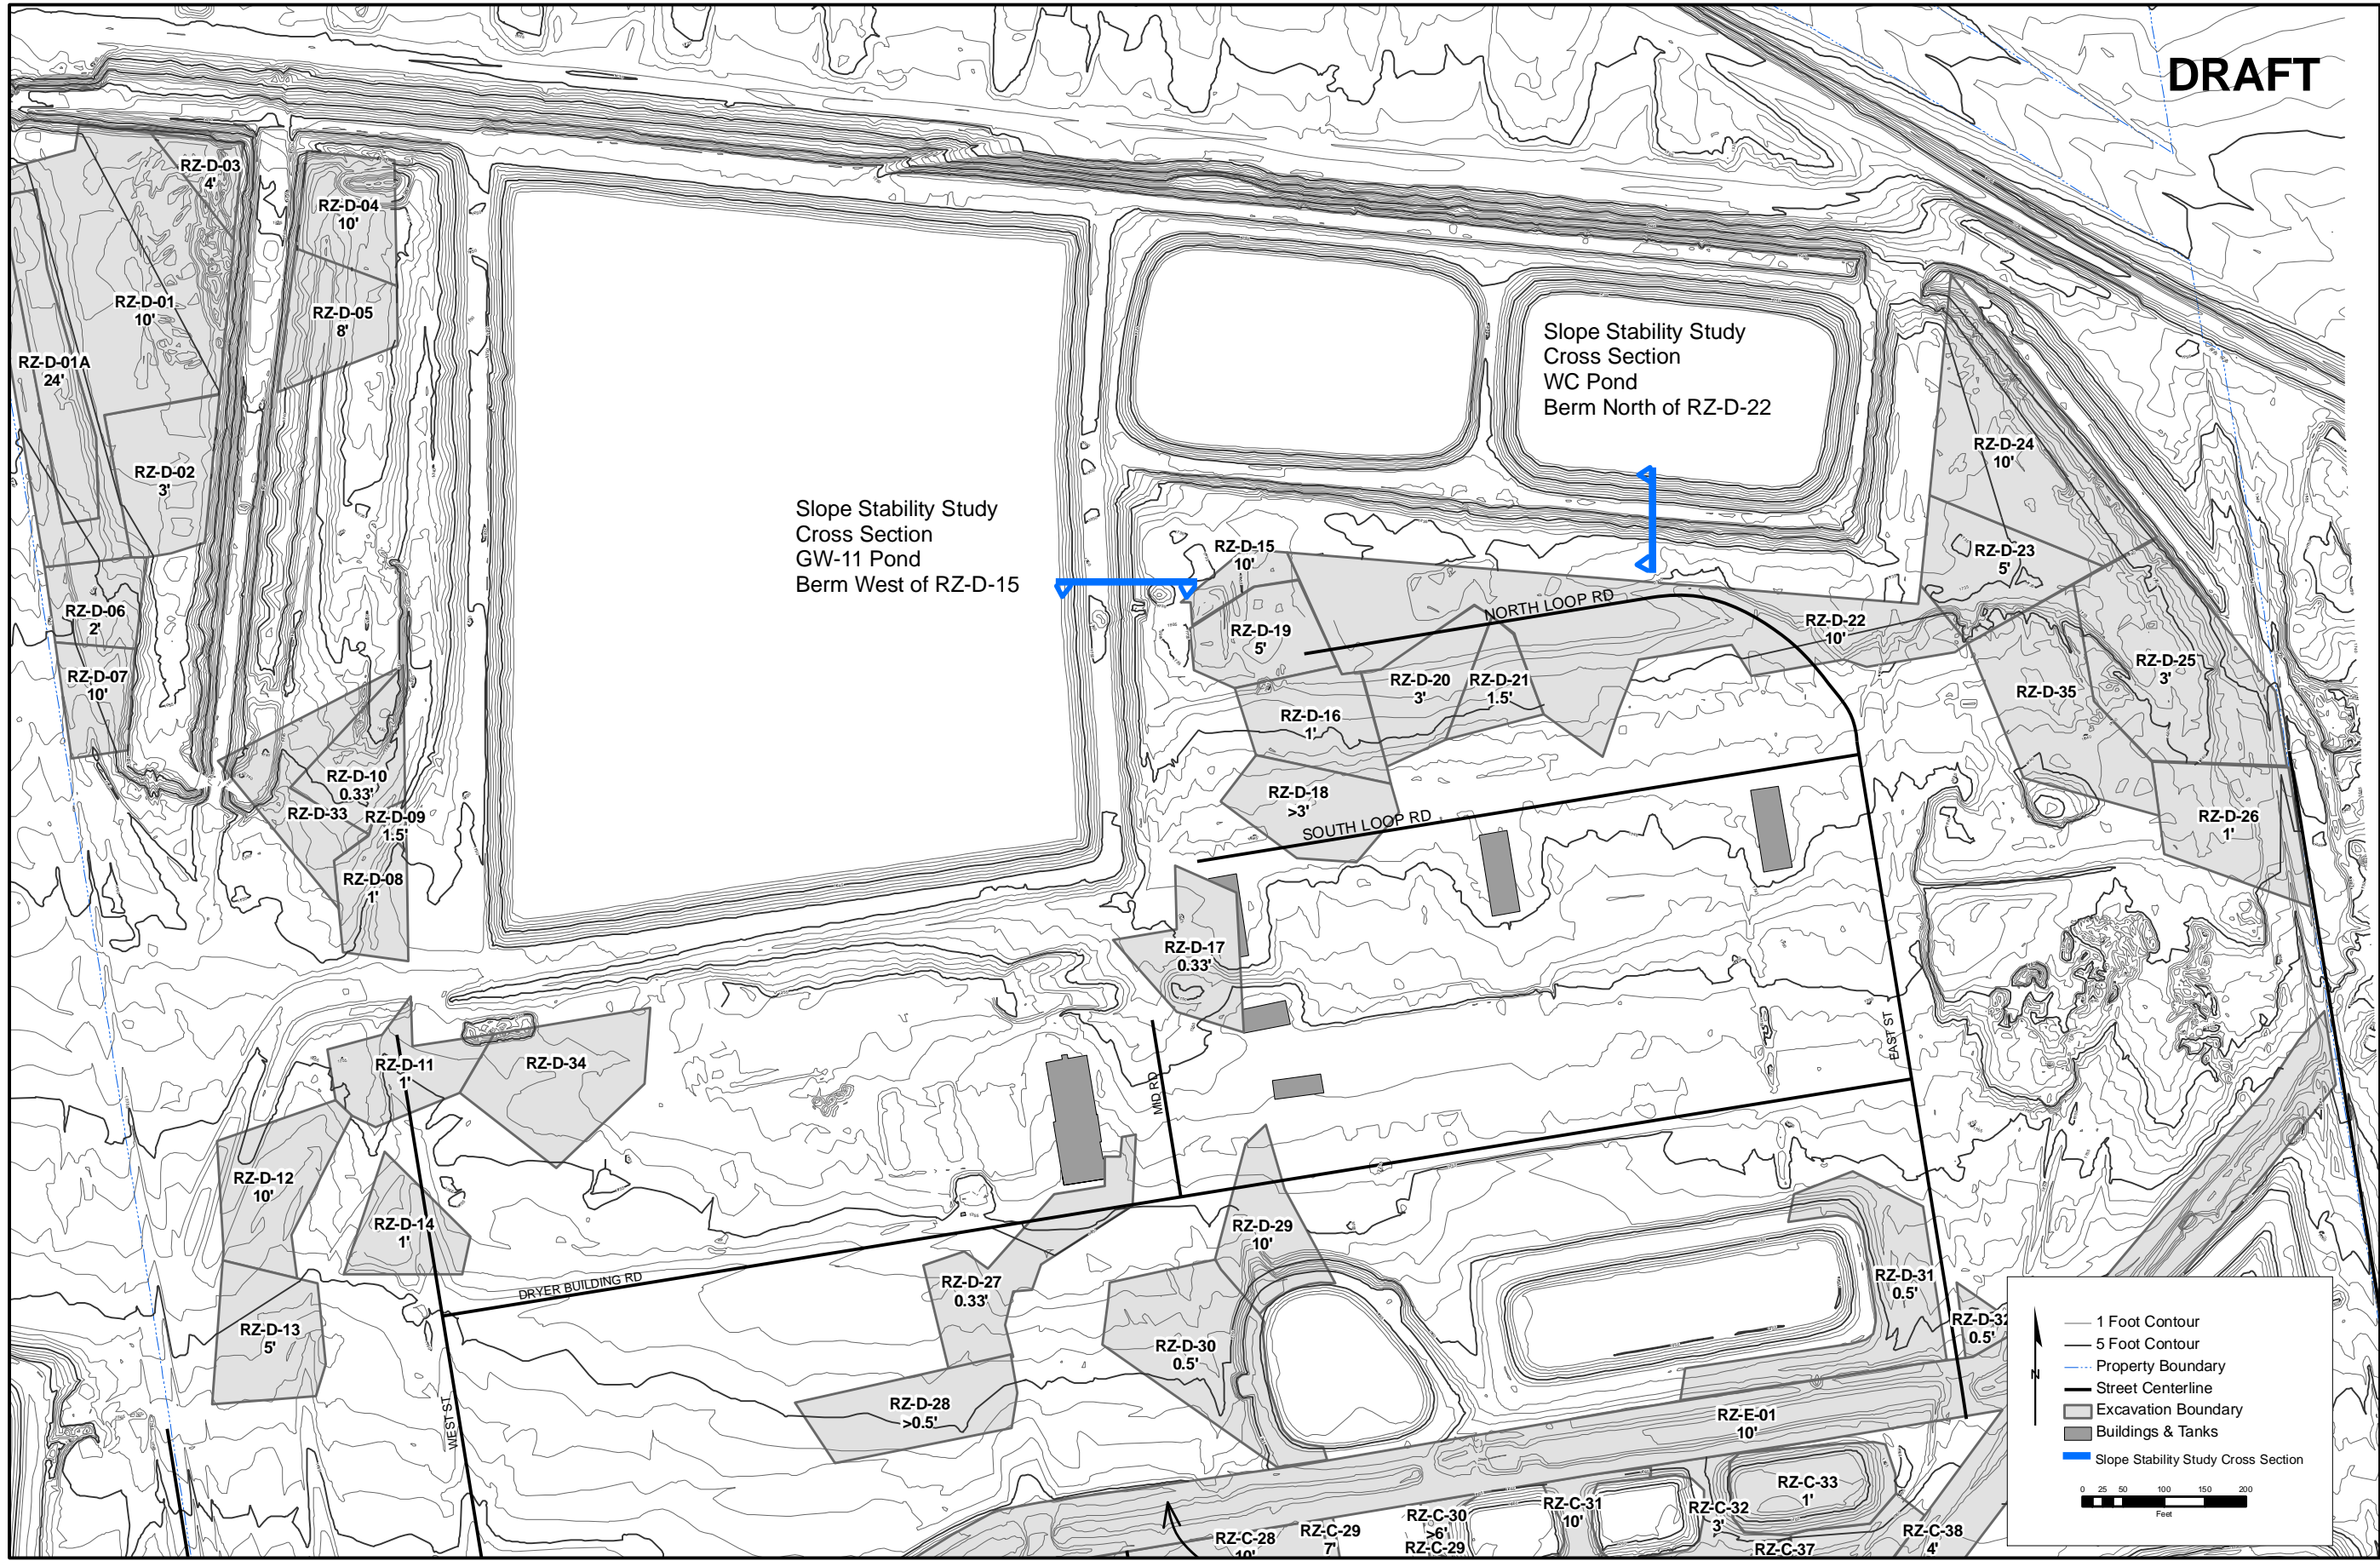 DRAFT
RZ-D-03
4'
RZ-D-04
10'
RZ-D-01
10'
RZ-D-05
8'
RZ-D-01A
24'
RZ-D-02
3'
Slope Stability Study
Cross Section
WC Pond
Berm North of RZ-D-22
Slope Stability Study
Cross Section
GW-11 Pond
Berm West of RZ-D-15
RZ-D-24
10'
RZ-D-23
5'
RZ-D-15
10'
RZ-D-06
2'
RZ-D-07
10'
RZ-D-19
5'
NORTH LOOP RD
RZ-D-22
10'
RZ-D-20
3'
RZ-D-21
1.5'
RZ-D-25
3'
RZ-D-35
RZ-D-16
1'
RZ-D-10
0.33'
RZ-D-33
RZ-D-09
1.5'
RZ-D-18
>3'
SOUTH LOOP RD
RZ-D-26
1'
RZ-D-08
1'
RZ-D-17
0.33'
EAST ST
RZ-D-11
1'
RZ-D-34
MID RD
RZ-D-12
10'
RZ-D-14
1'
RZ-D-29
10'
DRYER BUILDING RD
RZ-D-27
0.33'
RZ-D-31
0.5'
RZ-D-32
0.5'
RZ-D-13
5'
RZ-D-30
0.5'
RZ-D-28
>0.5'
WEST ST
RZ-E-01
10'
RZ-C-33
1'
RZ-C-31
10'
RZ-C-32
3'
RZ-C-30
>6'
RZ-C-29
RZ-C-29
7'
RZ-C-28
10'
RZ-C-37
RZ-C-38
4'
N
1 Foot Contour
5 Foot Contour
Property Boundary
Street Centerline
Excavation Boundary
Buildings & Tanks
Slope Stability Study Cross Section
0 25 50 100 150 200
Feet